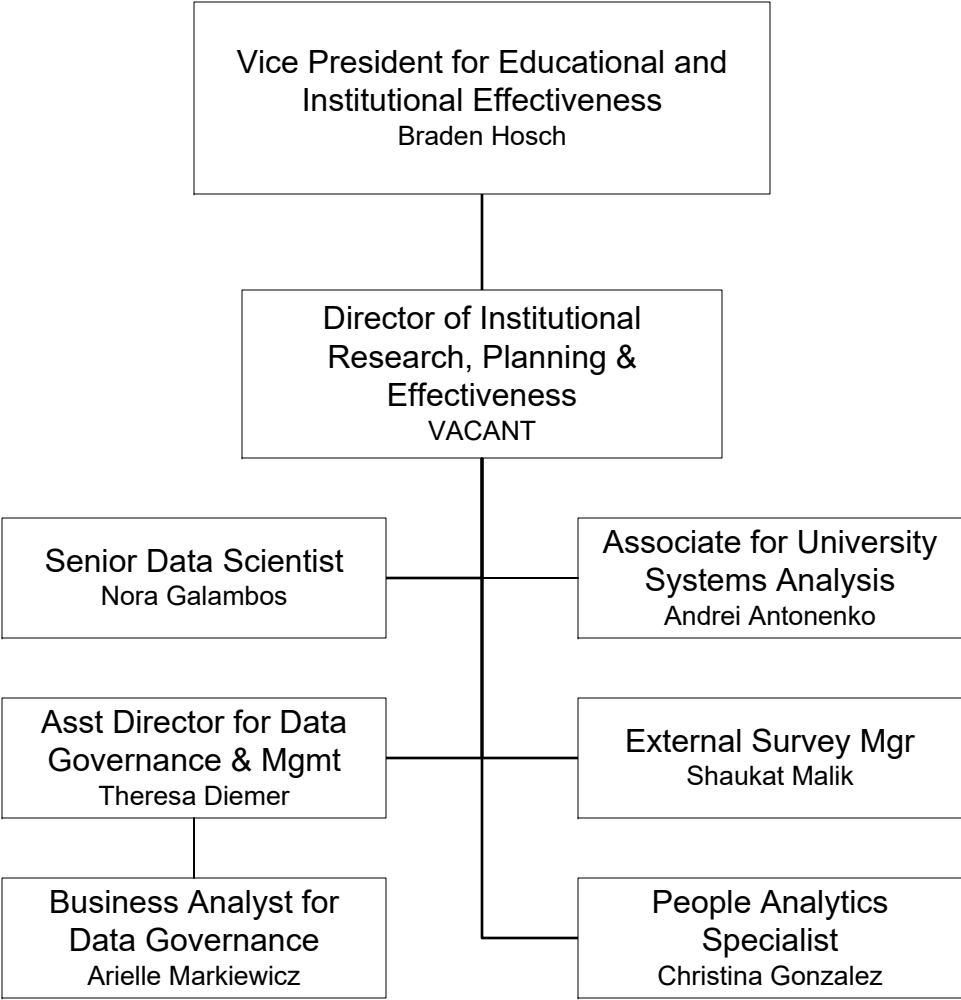 Vice President for Educational and
Institutional Effectiveness
Braden Hosch
Director of Institutional
Research, Planning &
Effectiveness
VACANT
Senior Data Scientist
Nora Galambos
Associate for University
Systems Analysis
Andrei Antonenko
Asst Director for Data
Governance & Mgmt
Theresa Diemer
External Survey Mgr
Shaukat Malik
Business Analyst for
Data Governance
Arielle Markiewicz
People Analytics
Specialist
Christina Gonzalez